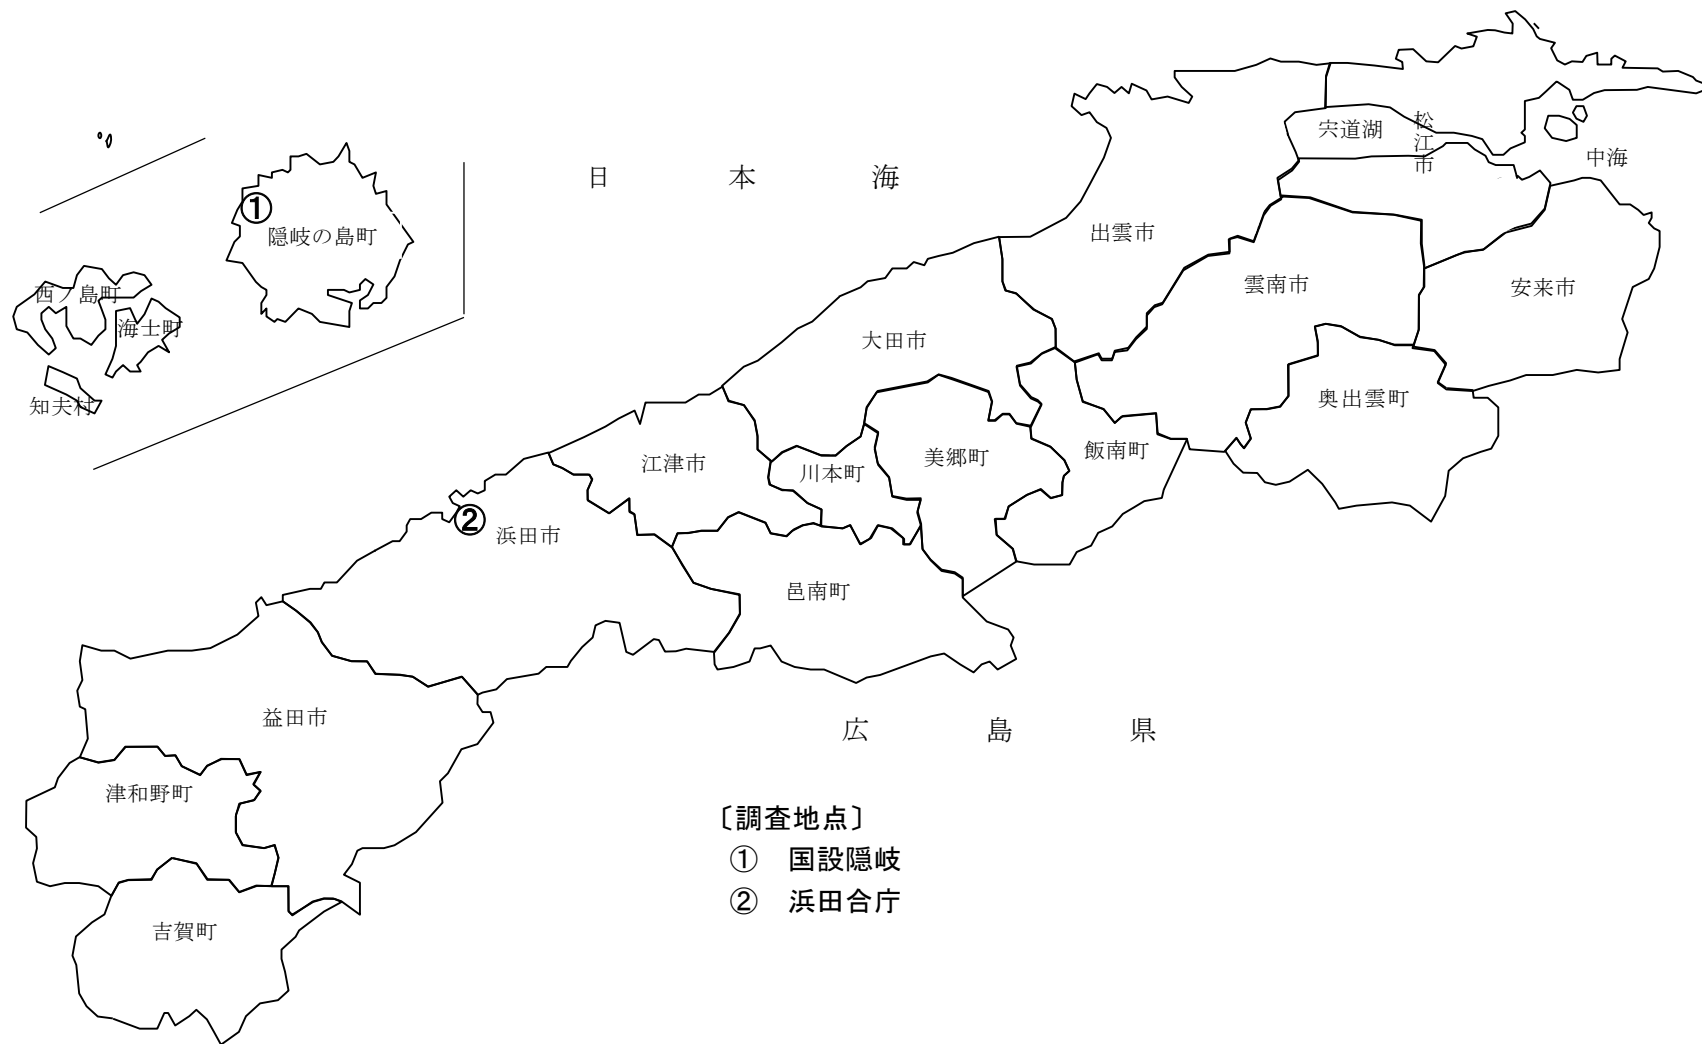 日本海
宍道湖
松江市
中海
①
隠岐の島町
出雲市
雲南市
安来市
西ノ島町
海士町
知夫村
大田市
奥出雲町
江津市
川本町
美郷町
飯南町
②
浜田市
邑南町
益田市
広島県
津和野町
吉賀町
〔調査地点〕
① 国設隠岐
② 浜田合庁